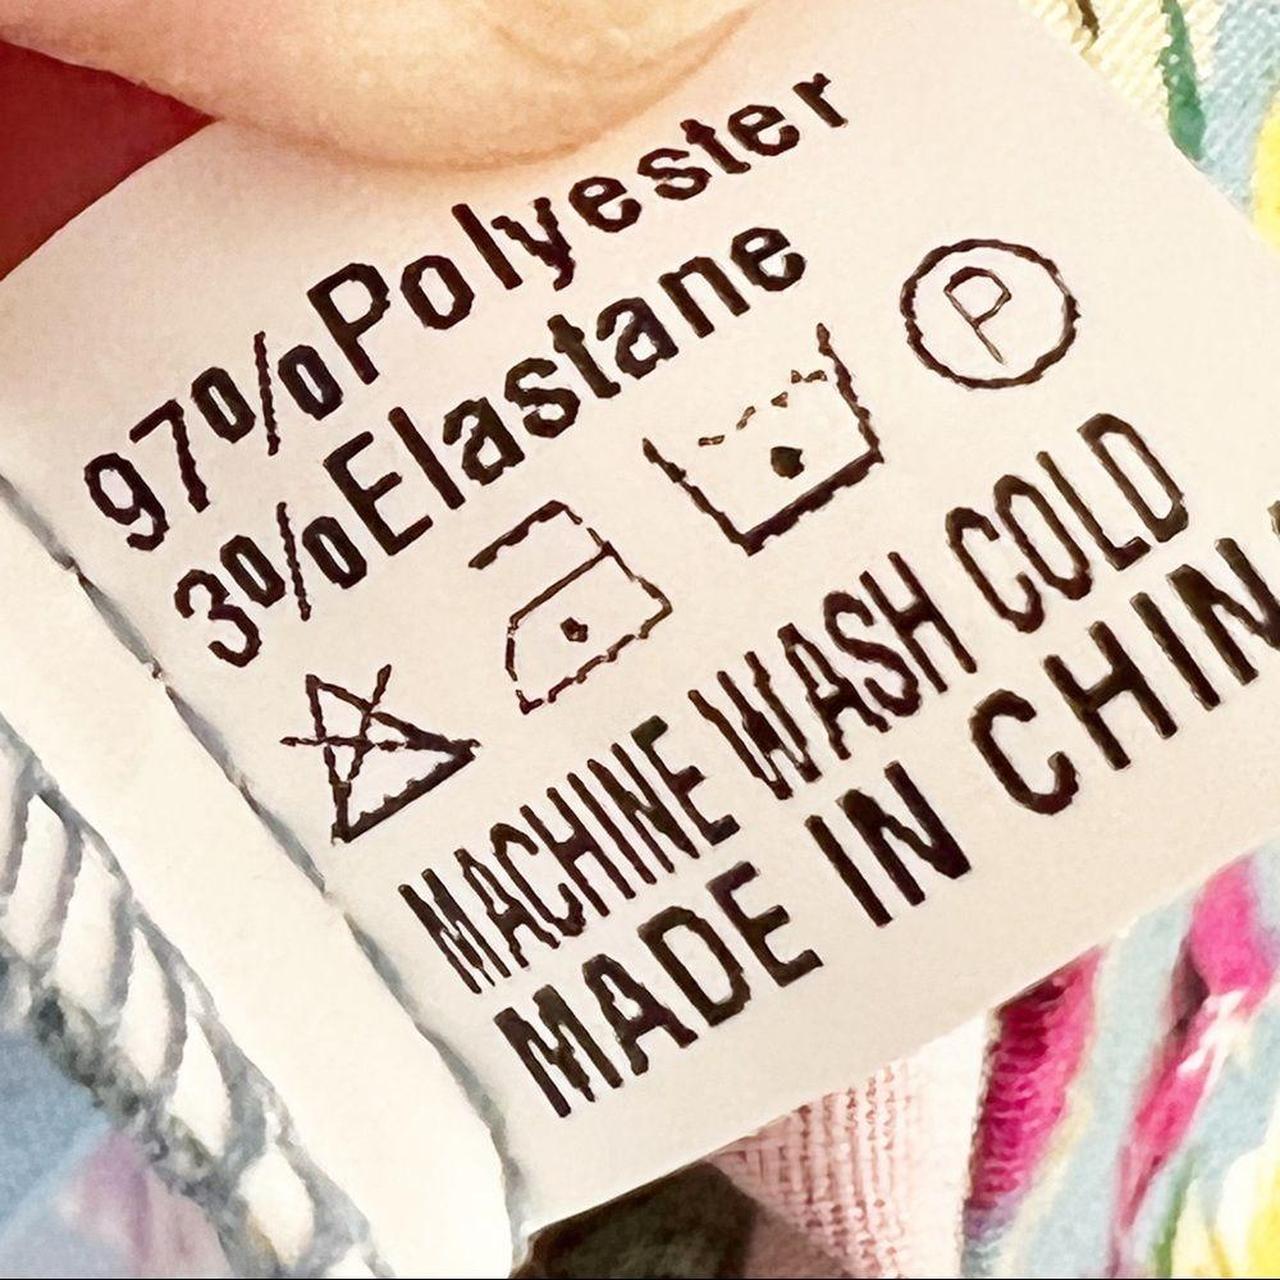 97%Polyester
3%Elastane
P
MACHINE WASH COLD
MADE IN CHIN